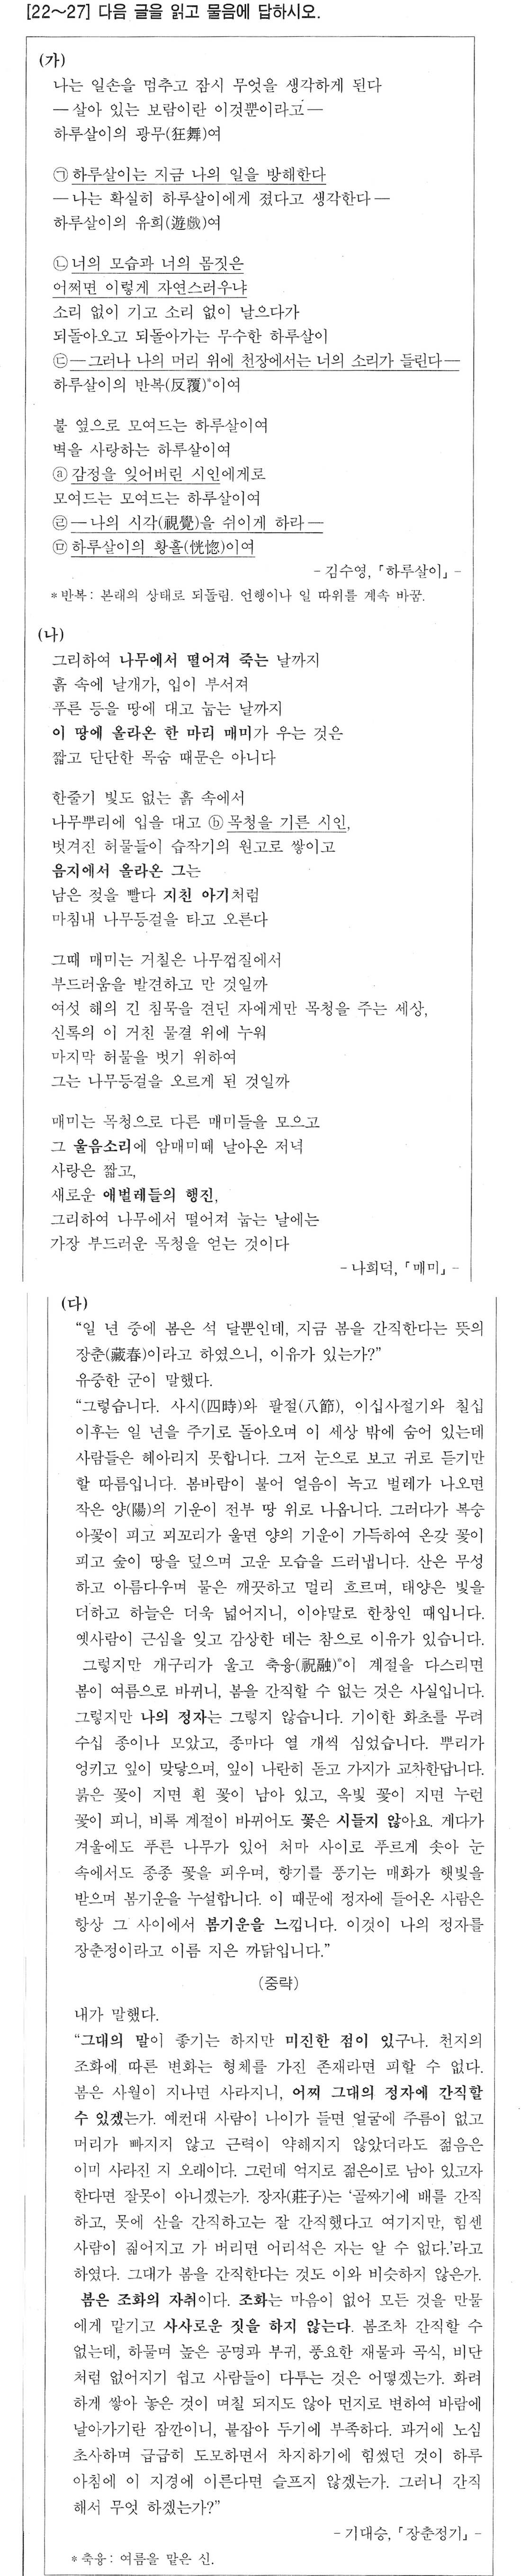 [22～27] 다음 글을 읽고 물음에 답하시오.
(가)
나는 일손을 멈추고 잠시 무엇을 생각하게 된다
― 살아 있는 보람이란 이것뿐이라고 ―
하루살이의 광무(狂舞)여
㉠ 하루살이는 지금 나의 일을 방해한다
― 나는 확실히 하루살이에게 졌다고 생각한다 ―
하루살이의 유희(遊戱)여
㉡ 너의 모습과 너의 몸짓은
어쩌면 이렇게 자연스러우냐
소리 없이 기고 소리 없이 날으다가
되돌아오고 되돌아가는 무수한 하루살이
㉢ ― 그러나 나의 머리 위에 천장에서는 너의 소리가 들린다 ―
하루살이의 반복(反覆)*이여
불 옆으로 모여드는 하루살이여
벽을 사랑하는 하루살이여
ⓐ 감정을 잊어버린 시인에게로
모여드는 모여드는 하루살이여
㉣ ― 나의 시각(視覺)을 쉬이게 하라 ―
㉤ 하루살이의 황홀(恍惚)이여
- 김수영, 「하루살이」 -
* 반복: 본래의 상태로 되돌림. 언행이나 일 따위를 계속 바꿈.
(나)
그리하여 나무에서 떨어져 죽는 날까지
흙 속에 날개가, 입이 부서져
푸른 등을 땅에 대고 눕는 날까지
이 땅에 올라온 한 마리 매미가 우는 것은
짧고 단단한 목숨 때문은 아니다
한줄기 빛도 없는 흙 속에서
나무뿌리에 입을 대고 ⓑ 목청을 기른 시인,
벗겨진 허물들이 습작기의 원고로 쌓이고
음지에서 올라온 그는
남은 젖을 빨다 지친 아기처럼
마침내 나무등걸을 타고 오른다
그때 매미는 거칠은 나무껍질에서
부드러움을 발견하고 만 것일까
여섯 해의 긴 침묵을 견딘 자에게만 목청을 주는 세상,
신록의 이 거친 물결 위에 누워
마지막 허물을 벗기 위하여
그는 나무등걸을 오르게 된 것일까
매미는 목청으로 다른 매미들을 모으고
그 울음소리에 암매미떼 날아온 저녁
사랑은 짧고,
새로운 애벌레들의 행진,
그리하여 나무에서 떨어져 눕는 날에는
가장 부드러운 목청을 얻는 것이다
- 나희덕, 「매미」 -
(다)
“일 년 중에 봄은 석 달뿐인데, 지금 봄을 간직한다는 뜻의
장춘(藏春)이라고 하였으니, 이유가 있는가?”
유중한 군이 말했다.
“그렇습니다. 사시(四時)와 팔절(八節), 이십사절기와 칠십
이후는 일 년을 주기로 돌아오며 이 세상 밖에 숨어 있는데
사람들은 헤아리지 못합니다. 그저 눈으로 보고 귀로 듣기만
할 따름입니다. 봄바람이 불어 얼음이 녹고 벌레가 나오면
작은 양(陽)의 기운이 전부 땅 위로 나옵니다. 그러다가 복숭
아꽃이 피고 꾀꼬리가 울면 양의 기운이 가득하여 온갖 꽃이
피고 숲이 땅을 덮으며 고운 모습을 드러냅니다. 산은 무성
하고 아름다우며 물은 깨끗하고 멀리 흐르며, 태양은 빛을
더하고 하늘은 더욱 넓어지니, 이야말로 한창인 때입니다.
옛사람이 근심을 잊고 감상한 데는 참으로 이유가 있습니다.
그렇지만 개구리가 울고 축융(祝融)*이 계절을 다스리면
봄이 여름으로 바뀌니, 봄을 간직할 수 없는 것은 사실입니다.
그렇지만 나의 정자는 그렇지 않습니다. 기이한 화초를 무려
수십 종이나 모았고, 종마다 열 개씩 심었습니다. 뿌리가
엉키고 잎이 맞닿으며, 잎이 나란히 돋고 가지가 교차한답니다.
붉은 꽃이 지면 흰 꽃이 남아 있고, 옥빛 꽃이 지면 누런
꽃이 피니, 비록 계절이 바뀌어도 꽃은 시들지 않아요. 게다가
겨울에도 푸른 나무가 있어 처마 사이로 푸르게 솟아 눈
속에서도 종종 꽃을 피우며, 향기를 풍기는 매화가 햇빛을
받으며 봄기운을 누설합니다. 이 때문에 정자에 들어온 사람은
항상 그 사이에서 봄기운을 느낍니다. 이것이 나의 정자를
장춘정이라고 이름 지은 까닭입니다.”
(중략)
내가 말했다.
“그대의 말이 좋기는 하지만 미진한 점이 있구나. 천지의
조화에 따른 변화는 형체를 가진 존재라면 피할 수 없다.
봄은 사월이 지나면 사라지니, 어찌 그대의 정자에 간직할
수 있겠는가. 예컨대 사람이 나이가 들면 얼굴에 주름이 없고
머리가 빠지지 않고 근력이 약해지지 않았더라도 젊음은
이미 사라진 지 오래이다. 그런데 억지로 젊은이로 남아 있고자
한다면 잘못이 아니겠는가. 장자(莊子)는 ‘골짜기에 배를 간직
하고, 못에 산을 간직하고는 잘 간직했다고 여기지만, 힘센
사람이 짊어지고 가 버리면 어리석은 자는 알 수 없다.’라고
하였다. 그대가 봄을 간직한다는 것도 이와 비슷하지 않은가.
봄은 조화의 자취이다. 조화는 마음이 없어 모든 것을 만물
에게 맡기고 사사로운 짓을 하지 않는다. 봄조차 간직할 수
없는데, 하물며 높은 공명과 부귀, 풍요한 재물과 곡식, 비단
처럼 없어지기 쉽고 사람들이 다투는 것은 어떻겠는가. 화려
하게 쌓아 놓은 것이 며칠 되지도 않아 먼지로 변하여 바람에
날아가기란 잠깐이니, 붙잡아 두기에 부족하다. 과거에 노심
초사하며 급급히 도모하면서 차지하기에 힘썼던 것이 하루
아침에 이 지경에 이른다면 슬프지 않겠는가. 그러니 간직
해서 무엇 하겠는가?”
- 기대승, 「장춘정기」 -
* 축융: 여름을 맡은 신.